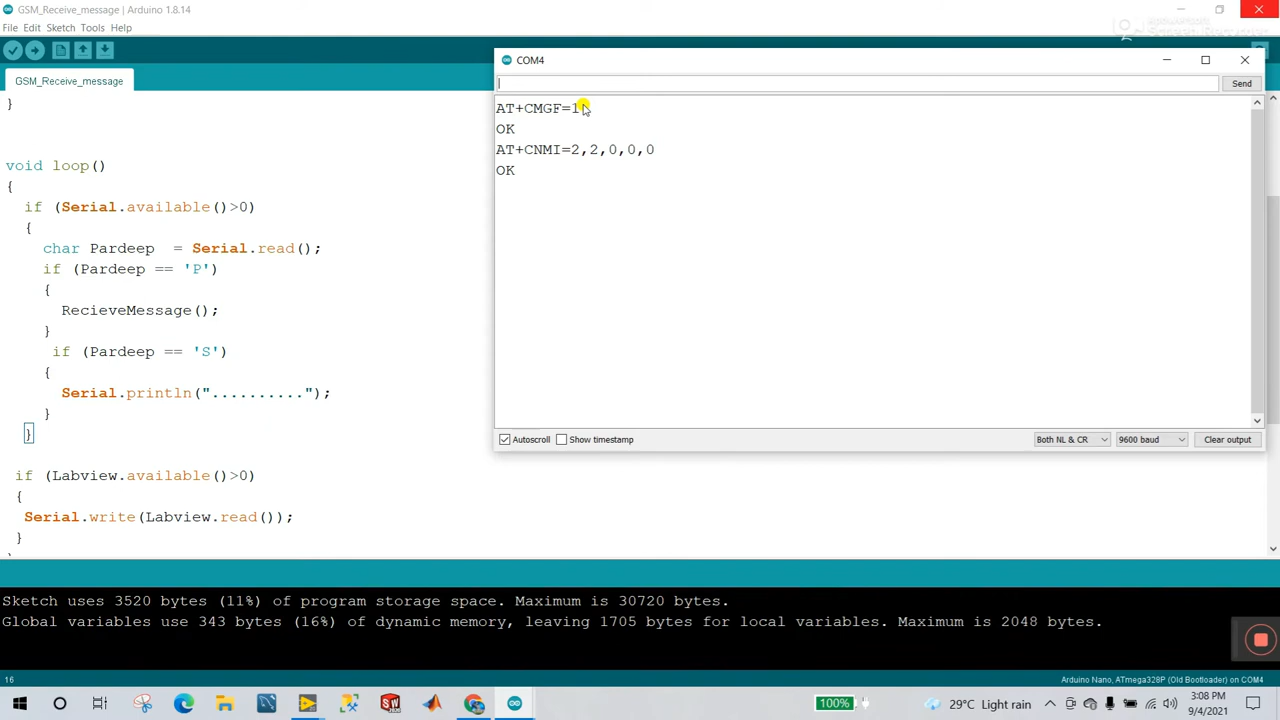 GSM_Receive_message | Arduino 1.8.14
File Edit Sketch Tools Help
GSM_Receive_message
}
void loop()
{
if (Serial.available()>0)
{
char Pardeep  = Serial.read();
if (Pardeep == 'P')
{
RecieveMessage();
}
if (Pardeep == 'S')
{
Serial.println("..........");
}
}
if (Labview.available()>0)
{
Serial.write(Labview.read());
}
COM4
Send
AT+CMGF=1
OK
AT+CNMI=2,2,0,0,0
OK
Autoscroll Show timestamp Both NL & CR 9600 baud Clear output
Sketch uses 3520 bytes (11%) of program storage space. Maximum is 30720 bytes.
Global variables use 343 bytes (16%) of dynamic memory, leaving 1705 bytes for local variables. Maximum is 2048 bytes.
16 Arduino Nano, ATmega328P (Old Bootloader) on COM4
100% 29°C Light rain 3:08 PM
9/4/2021